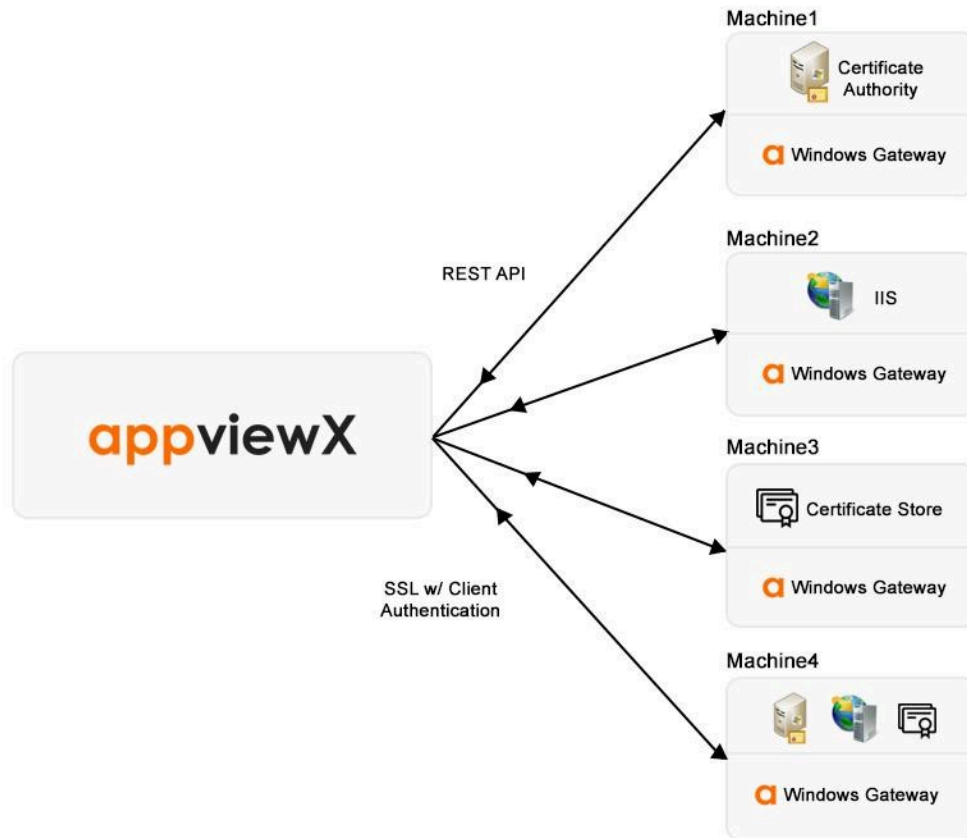 Machine1
Certificate
Authority
a Windows Gateway
Machine2
REST API
IIS
a Windows Gateway
appviewX
Machine3
Certificate Store
a Windows Gateway
SSL w/ Client
Authentication
Machine4
a Windows Gateway